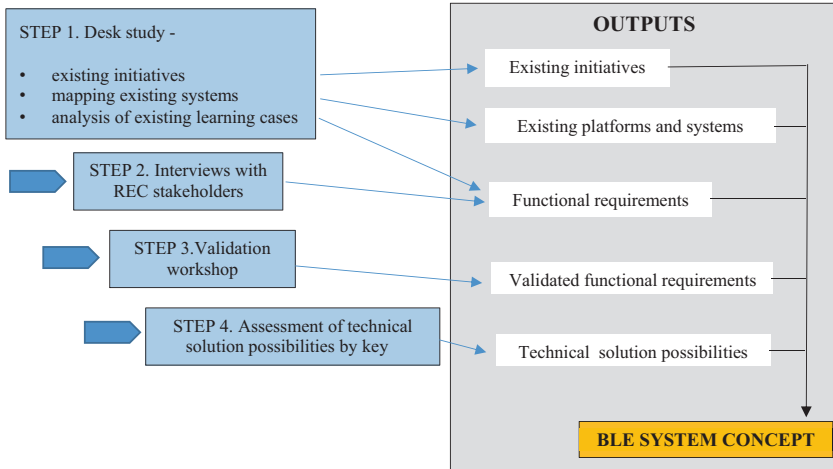 STEP 1. Desk study -
• existing initiatives
• mapping existing systems
• analysis of existing learning cases
STEP 2. Interviews with
REC stakeholders
STEP 3.Validation
workshop
STEP 4. Assessment of technical
solution possibilities by key
OUTPUTS
Existing initiatives
Existing platforms and systems
Functional requirements
Validated functional requirements
Technical solution possibilities
BLE SYSTEM CONCEPT